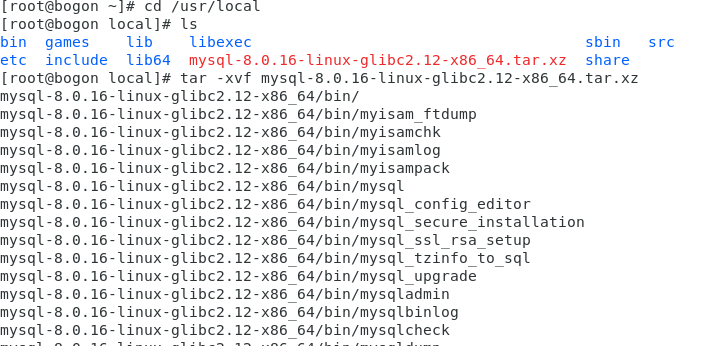 [root@bogon ~]# cd /usr/local
[root@bogon local]# ls
bin  games    lib    libexec                                   sbin   src
etc  include  lib64  mysql-8.0.16-linux-glibc2.12-x86_64.tar.xz  share
[root@bogon local]# tar -xvf mysql-8.0.16-linux-glibc2.12-x86_64.tar.xz
mysql-8.0.16-linux-glibc2.12-x86_64/bin/
mysql-8.0.16-linux-glibc2.12-x86_64/bin/myisam_ftdump
mysql-8.0.16-linux-glibc2.12-x86_64/bin/myisamchk
mysql-8.0.16-linux-glibc2.12-x86_64/bin/myisamlog
mysql-8.0.16-linux-glibc2.12-x86_64/bin/myisampack
mysql-8.0.16-linux-glibc2.12-x86_64/bin/mysql
mysql-8.0.16-linux-glibc2.12-x86_64/bin/mysql_config_editor
mysql-8.0.16-linux-glibc2.12-x86_64/bin/mysql_secure_installation
mysql-8.0.16-linux-glibc2.12-x86_64/bin/mysql_ssl_rsa_setup
mysql-8.0.16-linux-glibc2.12-x86_64/bin/mysql_tzinfo_to_sql
mysql-8.0.16-linux-glibc2.12-x86_64/bin/mysql_upgrade
mysql-8.0.16-linux-glibc2.12-x86_64/bin/mysqladmin
mysql-8.0.16-linux-glibc2.12-x86_64/bin/mysqlbinlog
mysql-8.0.16-linux-glibc2.12-x86_64/bin/mysqlcheck